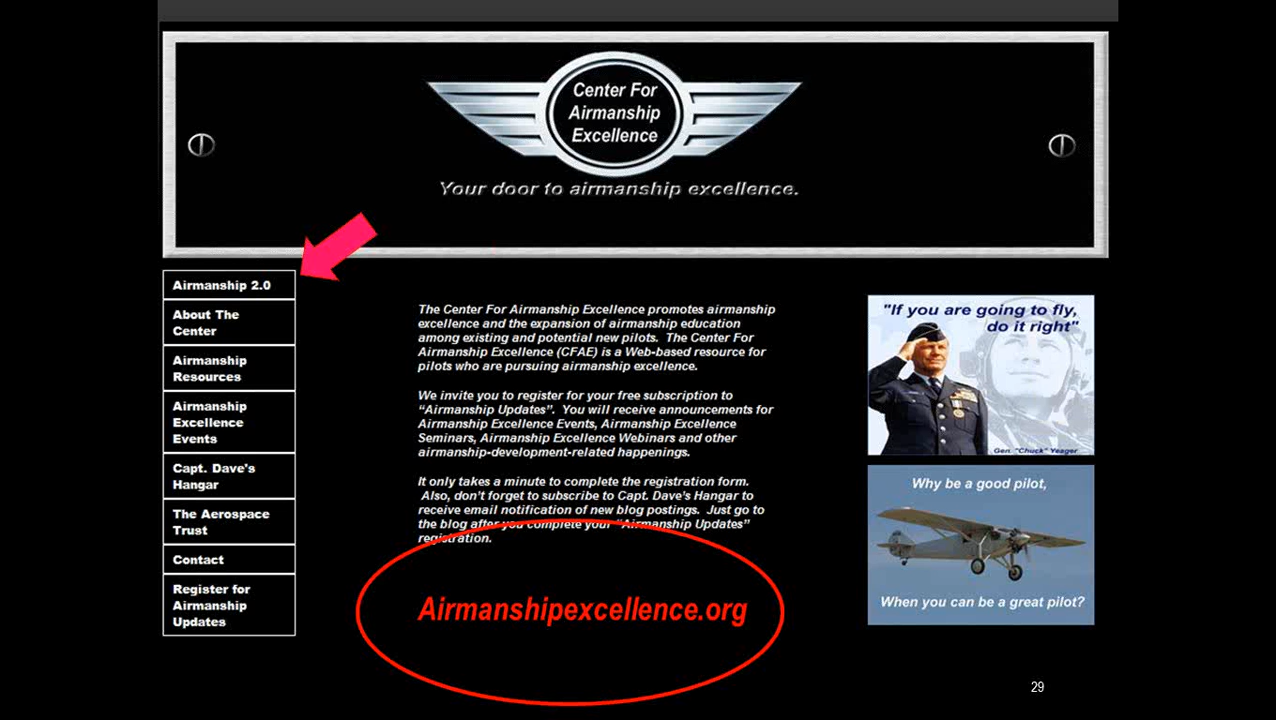 Center For
Airmanship
Excellence
Your door to airmanship excellence.
Airmanship 2.0
About The
Center
Airmanship
Resources
Airmanship
Excellence
Events
Capt. Dave's
Hangar
The Aerospace
Trust
Contact
Register for
Airmanship
Updates
The Center For Airmanship Excellence promotes airmanship
excellence and the expansion of airmanship education
among existing and potential new pilots.  The Center For
Airmanship Excellence (CFAE) is a Web-based resource for
pilots who are pursuing airmanship excellence.
We invite you to register for your free subscription to
“Airmanship Updates”.  You will receive announcements for
Airmanship Excellence Events, Airmanship Excellence
Seminars, Airmanship Excellence Webinars and other
airmanship-development-related happenings.
It only takes a minute to complete the registration form.
Also, don’t forget to subscribe to Capt. Dave’s Hangar to
receive email notification of new blog postings.  Just go to
the blog after you complete your “Airmanship Updates”
registration.
Airmanshipexcellence.org
"If you are going to fly,
do it right"
Gen. "Chuck" Yeager
Why be a good pilot,
When you can be a great pilot?
29